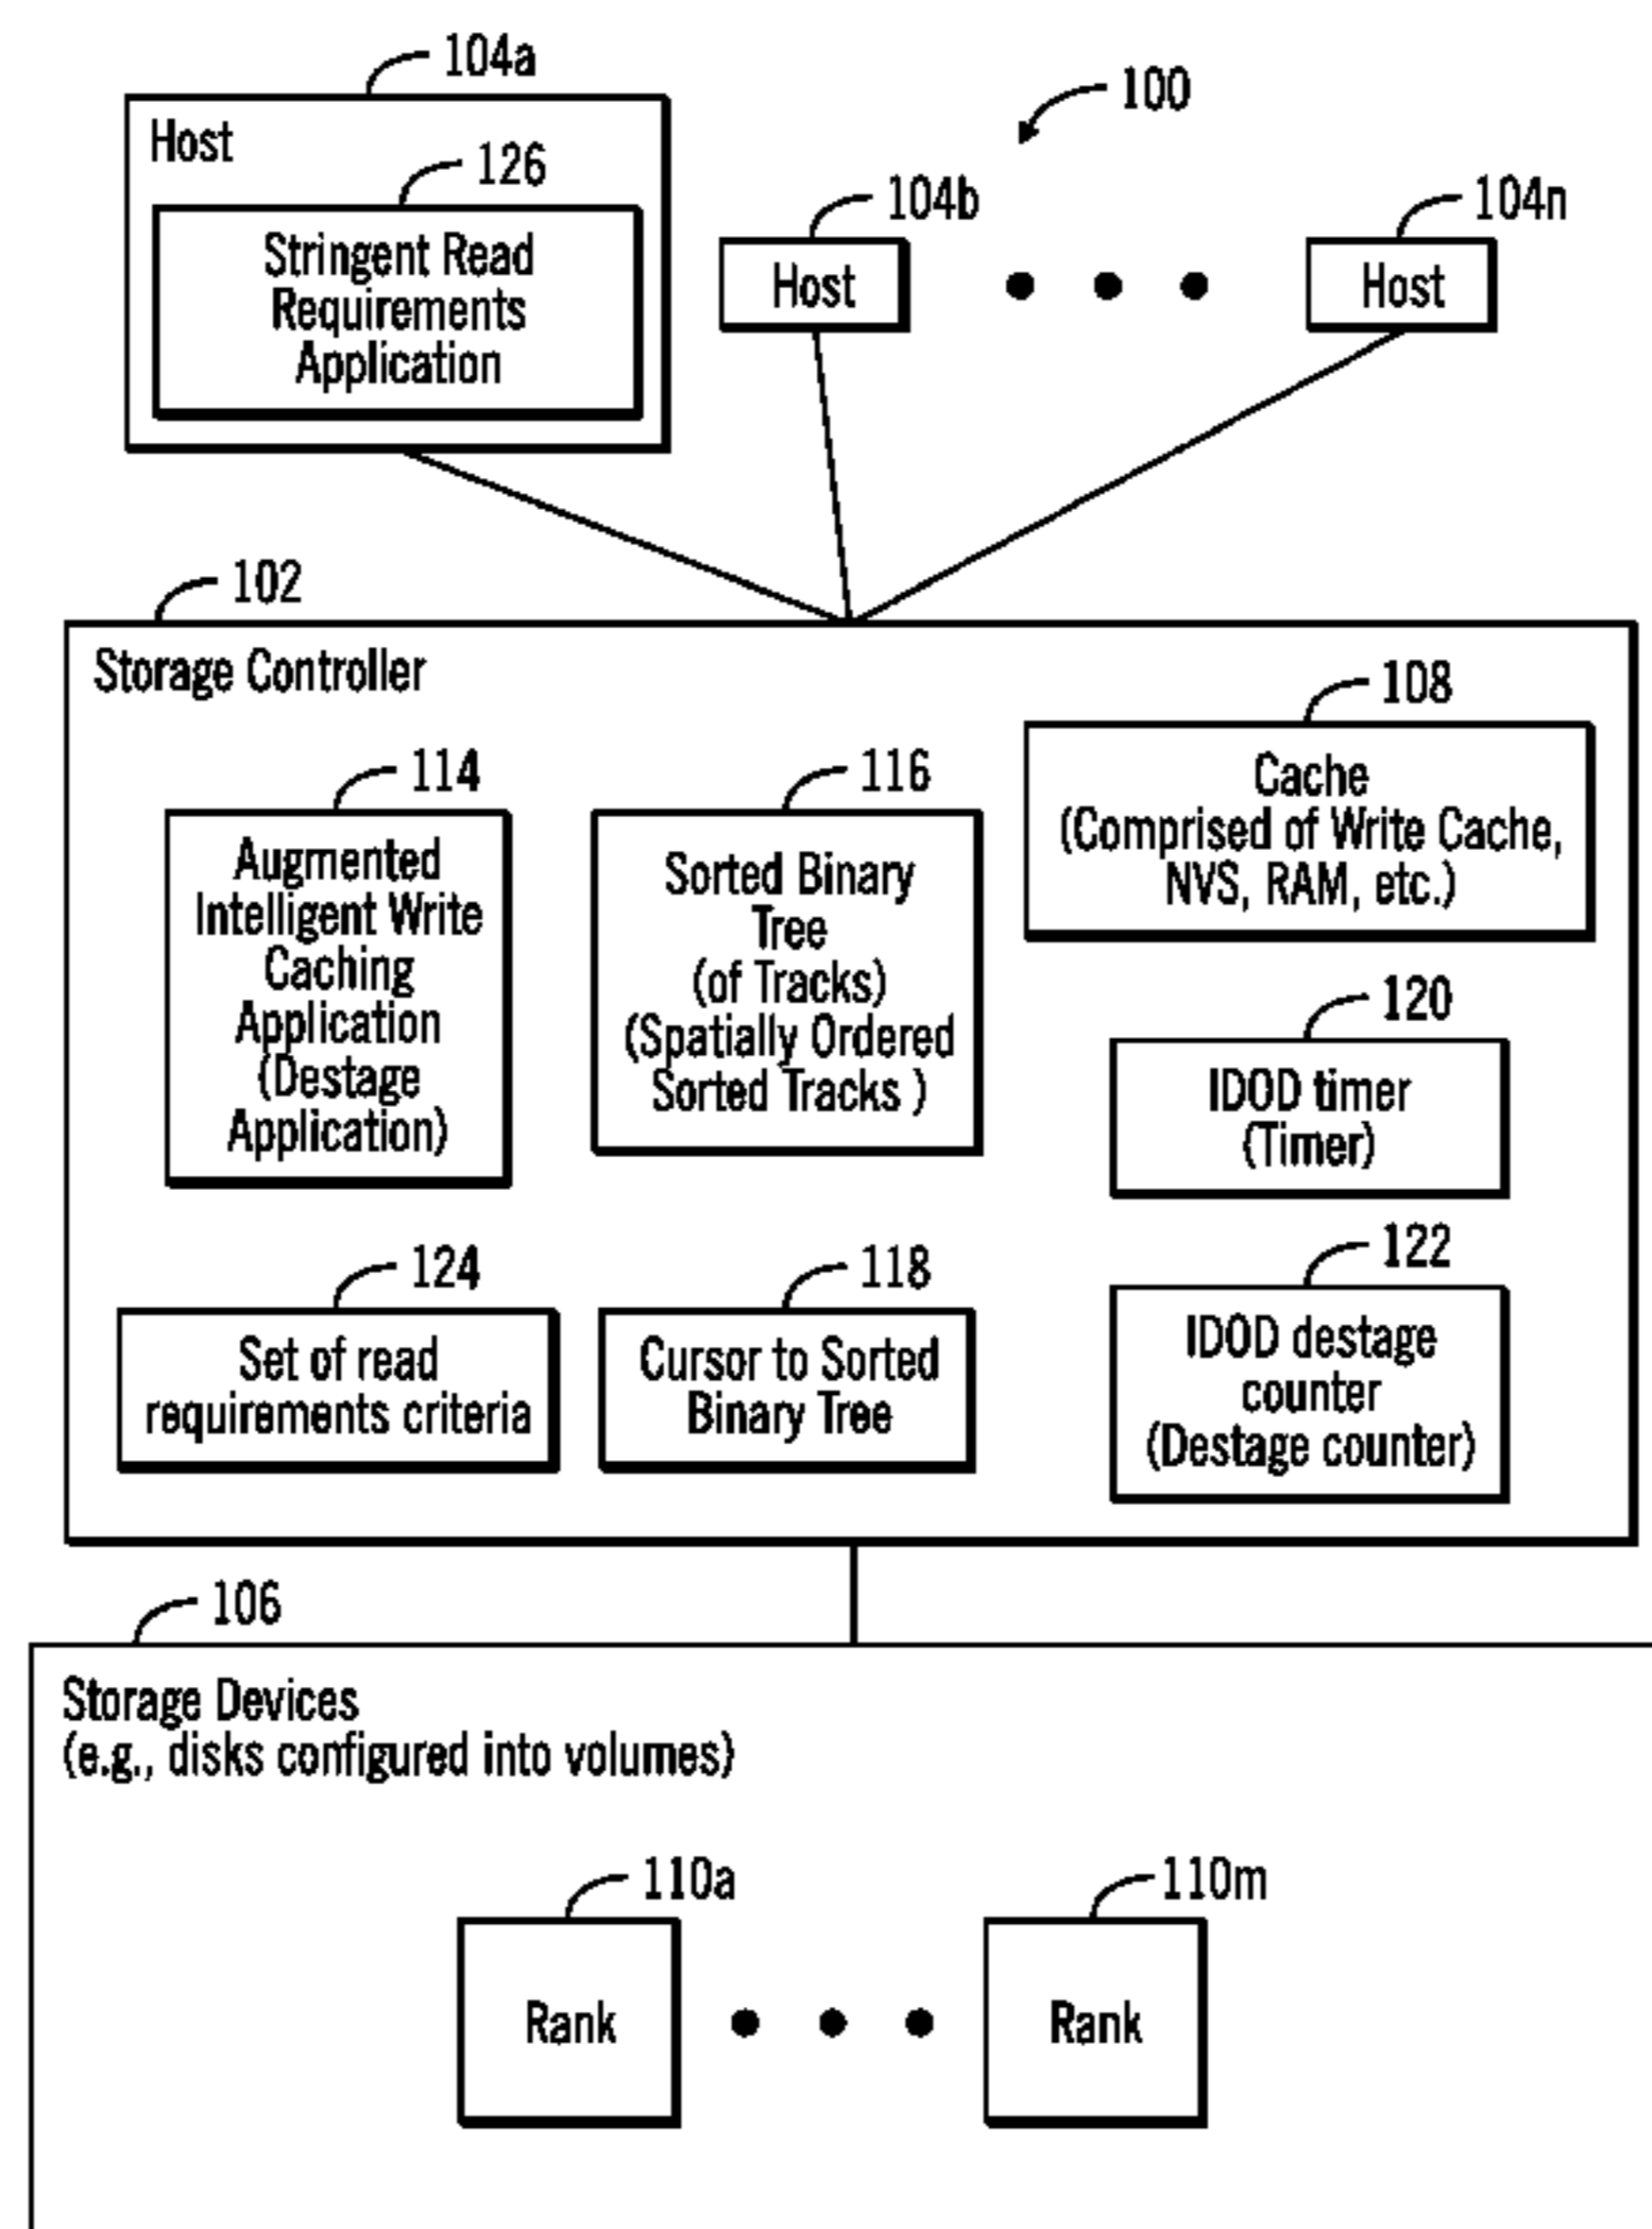 104a
100
Host
126
104b
104n
Stringent Read
Requirements
Application
Host
Host
102
Storage Controller
108
Cache
(Comprised of Write Cache,
NVS, RAM, etc.)
114
Augmented
Intelligent Write
Caching
Application
(Destage
Application)
116
Sorted Binary
Tree
(of Tracks)
(Spatially Ordered
Sorted Tracks )
120
IDOD timer
(Timer)
124
Set of read
requirements criteria
118
Cursor to Sorted
Binary Tree
122
IDOD destage
counter
(Destage counter)
106
Storage Devices
(e.g., disks configured into volumes)
110a
110m
Rank
Rank